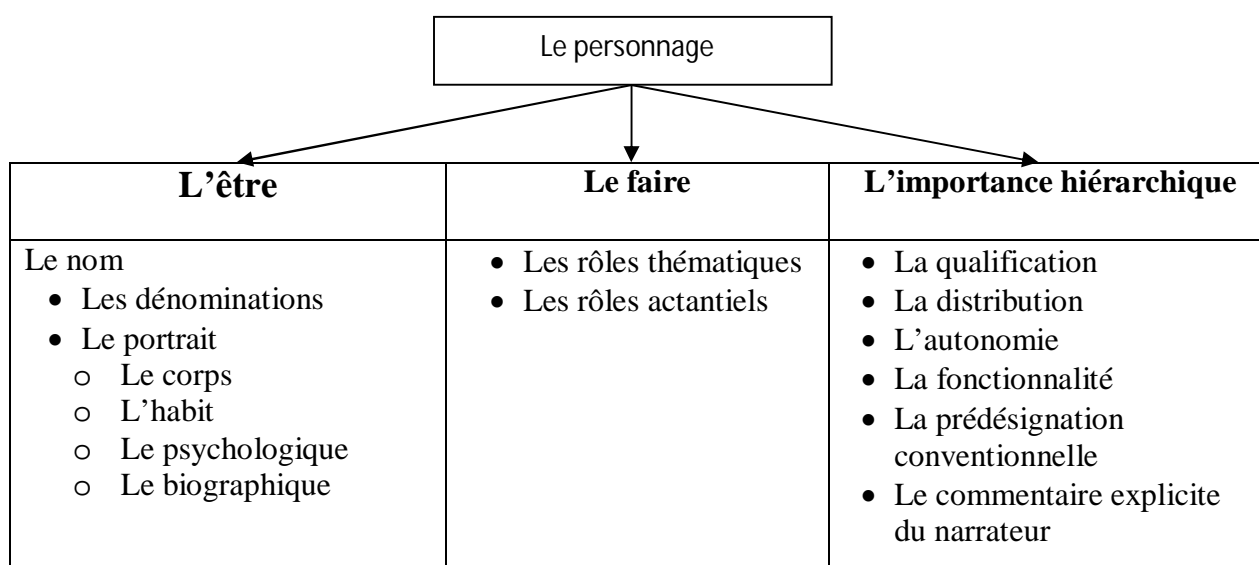 Le personnage
L'être
Le faire
L'importance hiérarchique
Le nom
• Les dénominations
• Le portrait
o Le corps
o L'habit
o Le psychologique
o Le biographique
• Les rôles thématiques
• Les rôles actantiels
• La qualification
• La distribution
• L'autonomie
• La fonctionnalité
• La prédésignation
conventionnelle
• Le commentaire explicite
du narrateur